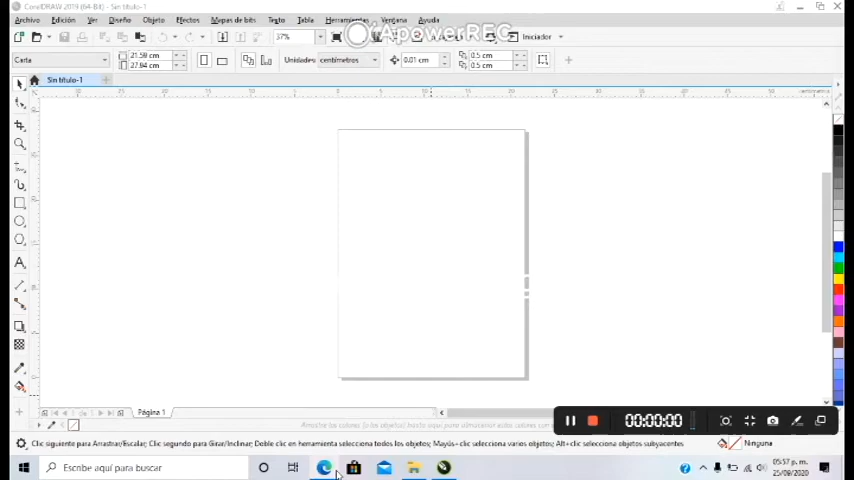 CorelDRAW 2019 (64-Bit) - Sin título-1
Archivo Edición Ver Diseño Objeto Efectos Mapas de bits Texto Tabla Herramientas Ventana Ayuda
ApowerREC
37% Iniciador
Carta 21.59 cm 27.94 cm Unidades: centímetros 0.01 cm 0.5 cm 0.5 cm
Sin título-1
centímetros
Página 1
00:00:00
Clic siguiente para Arrastrar/Escalar; Clic segundo para Girar/Inclinar; Doble clic en herramienta selecciona todos los objetos; Mayús+clic selecciona varios objetos; Alt+clic selecciona objetos subyacentes
Ninguna
Escribe aquí para buscar
05:57 p. m.
25/08/2020